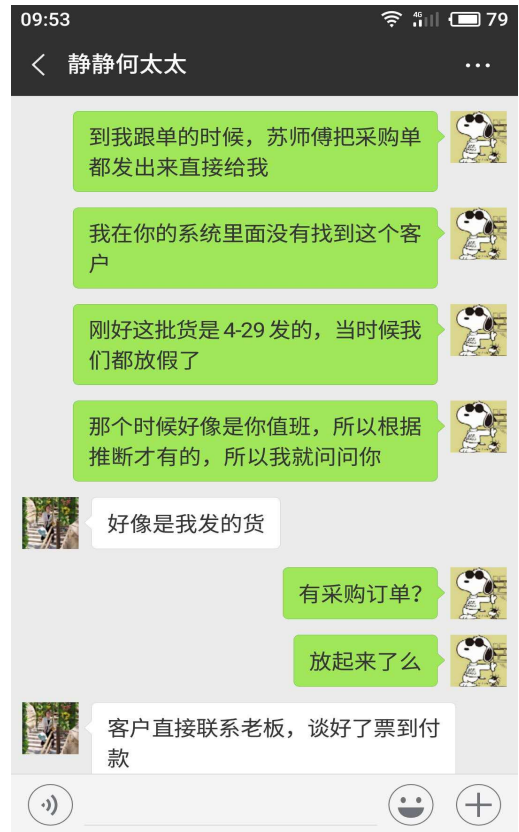 09:53
4G
79
静静何太太
到我跟单的时候，苏师傅把采购单
都发出来直接给我
我在你的系统里面没有找到这个客
户
刚好这批货是4-29发的，当时候我
们都放假了
那个时候好像是你值班，所以根据
推断才有的，所以我就问问你
好像是我发的货
有采购订单？
放起来了么
客户直接联系老板，谈好了票到付
款